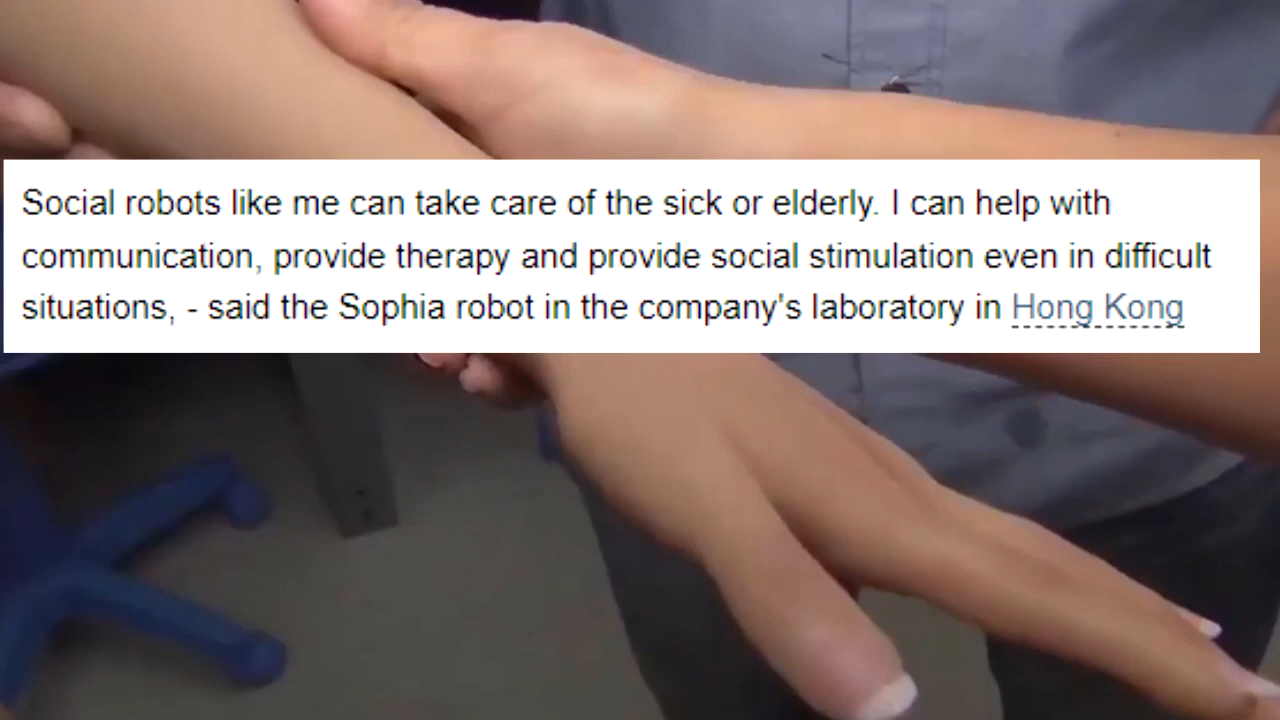 Social robots like me can take care of the sick or elderly. I can help with
communication, provide therapy and provide social stimulation even in difficult
situations, - said the Sophia robot in the company's laboratory in Hong Kong